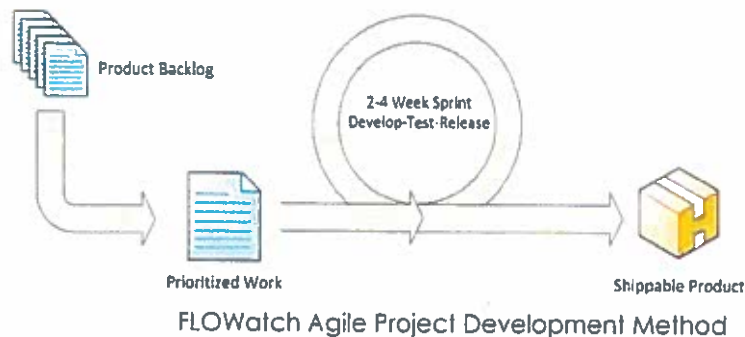 Product Backlog
2-4 Week Sprint
Develop-Test-Release
Prioritized Work
Shippable Product
FLOWatch Agile Project Development Method